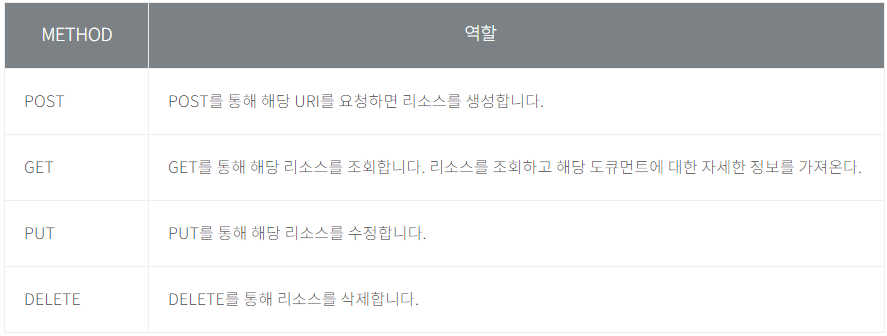 METHOD 역할
POST POST를 통해 해당 URI를 요청하면 리소스를 생성합니다.
GET GET를 통해 해당 리소스를 조회합니다. 리소스를 조회하고 해당 도큐먼트에 대한 자세한 정보를 가져온다.
PUT PUT를 통해 해당 리소스를 수정합니다.
DELETE DELETE를 통해 리소스를 삭제합니다.